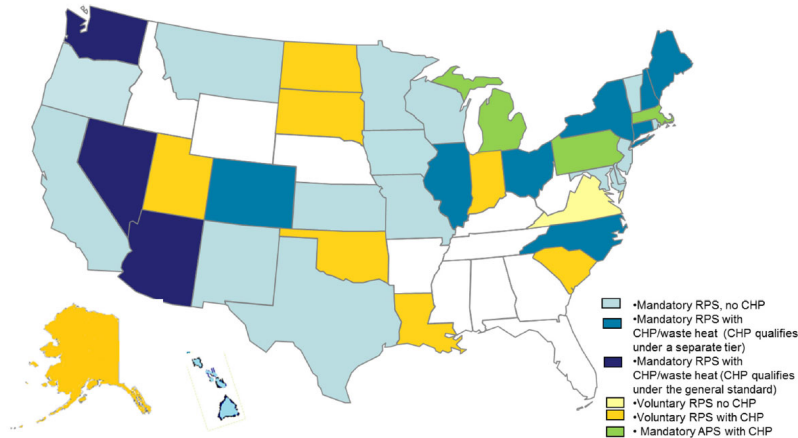 •Mandatory RPS, no CHP
•Mandatory RPS with
CHP/waste heat (CHP qualifies
under a separate tier)
•Mandatory RPS with
CHP/waste heat (CHP qualifies
under the general standard)
•Voluntary RPS no CHP
•Voluntary RPS with CHP
• Mandatory APS with CHP